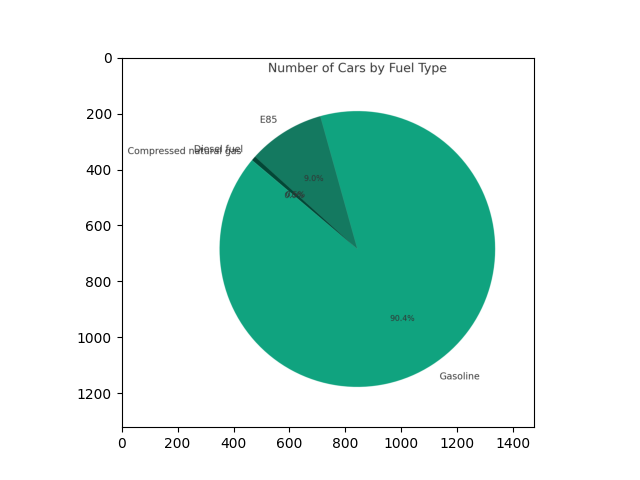 Number of Cars by Fuel Type
E85
Diesel fuel
Compressed natural gas
9.0%
90.4%
Gasoline
0
200
400
600
800
1000
1200
0 200 400 600 800 1000 1200 1400